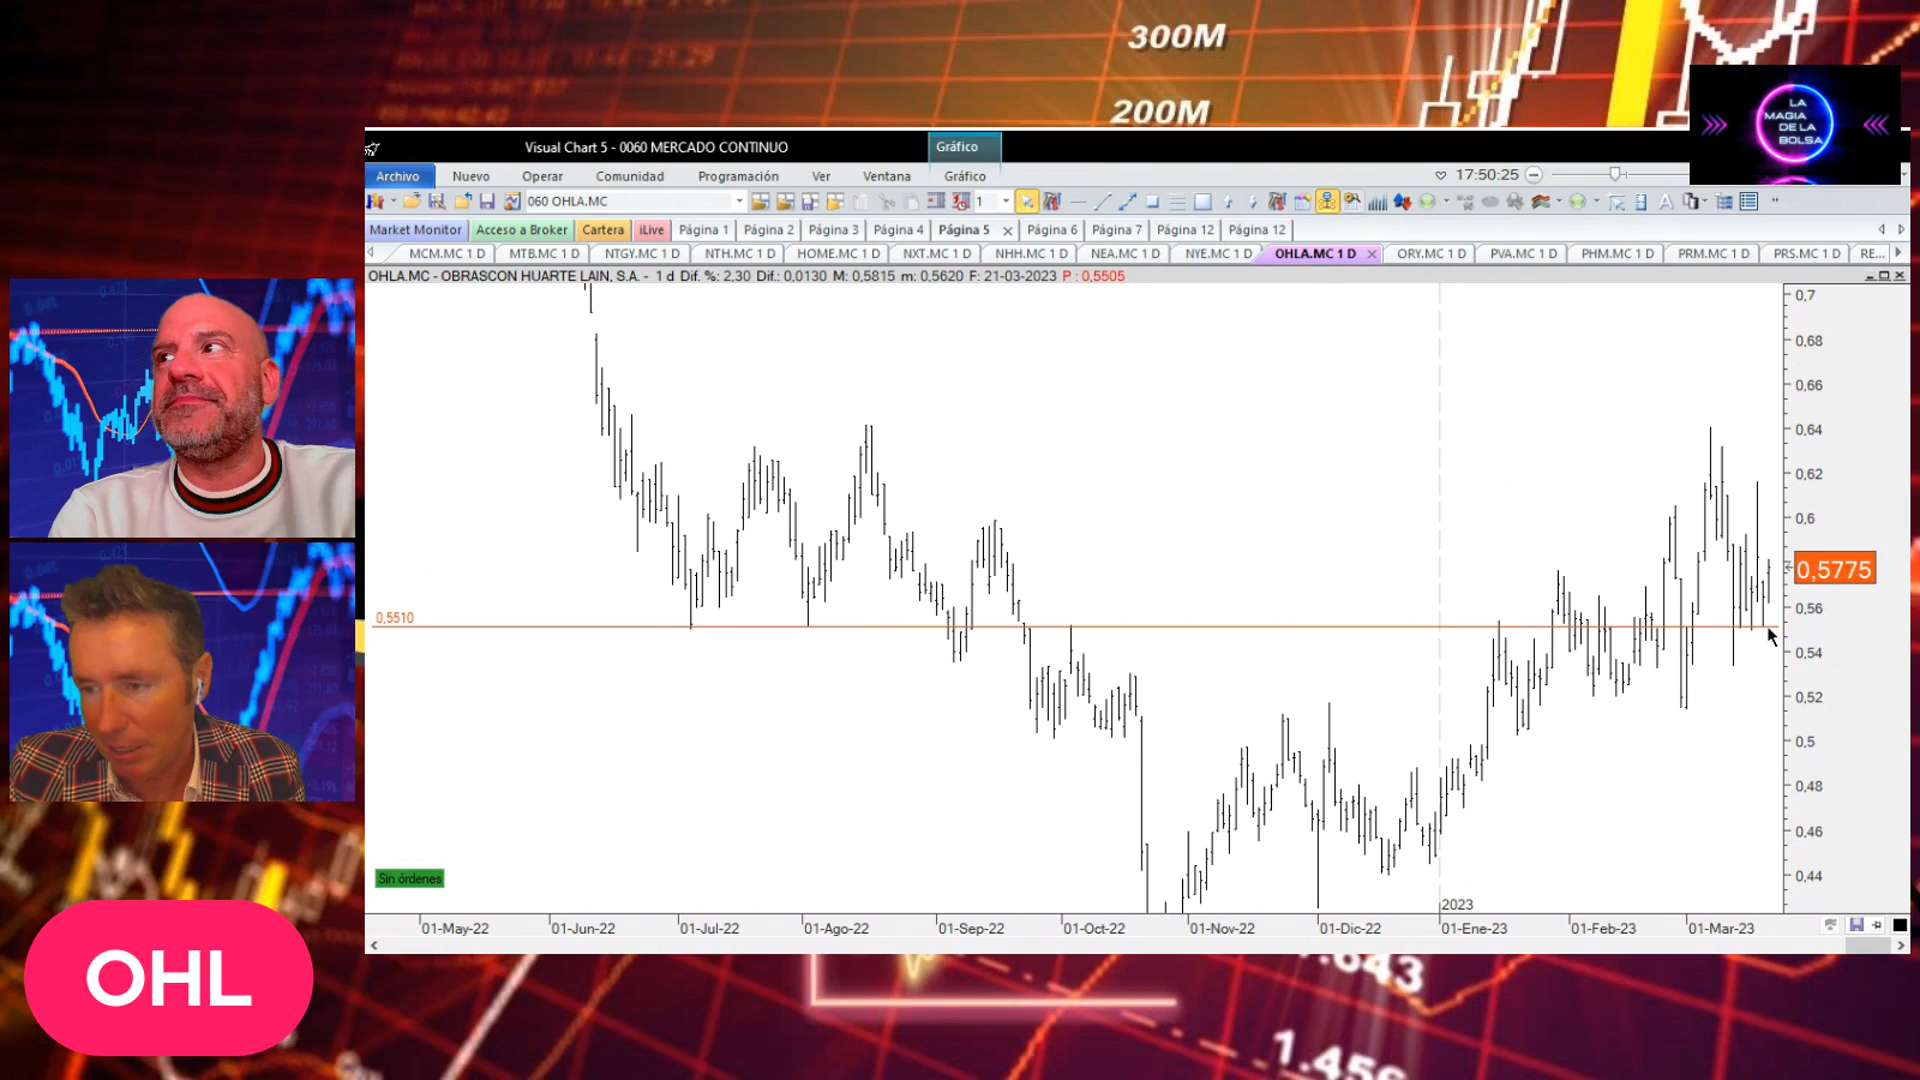 300M
200M
LA
MAGIA
DE LA
BOLSA
Visual Chart 5 - 0060 MERCADO CONTINUO
Gráfico
Archivo Nuevo Operar Comunidad Programación Ver Ventana Gráfico
17:50:25
060 OHLA.MC
1
Market Monitor Acceso a Broker Cartera iLive Página 1 Página 2 Página 3 Página 4 Página 5 Página 6 Página 7 Página 12 Página 12
MCM.MC 1 D MTB.MC 1 D NTGY.MC 1 D NTH.MC 1 D HOME.MC 1 D NXT.MC 1 D NHH.MC 1 D NEA.MC 1 D NYE.MC 1 D OHLA.MC 1 D ORY.MC 1 D PVA.MC 1 D PHM.MC 1 D PRM.MC 1 D PRS.MC 1 D RE...
OHLA.MC - OBRASCON HUARTE LAIN, S.A. - 1 d Dif. %: 2,30 Dif.: 0,0130 M: 0,5815 m: 0,5620 F: 21-03-2023 P : 0,5505
0,7
0,68
0,66
0,64
0,62
0,6
0,5775
0,56
0,5510
0,54
0,52
0,5
0,48
0,46
0,44
Sin órdenes
2023
01-May-22 01-Jun-22 01-Jul-22 01-Ago-22 01-Sep-22 01-Oct-22 01-Nov-22 01-Dic-22 01-Ene-23 01-Feb-23 01-Mar-23
OHL
1.643
1.459